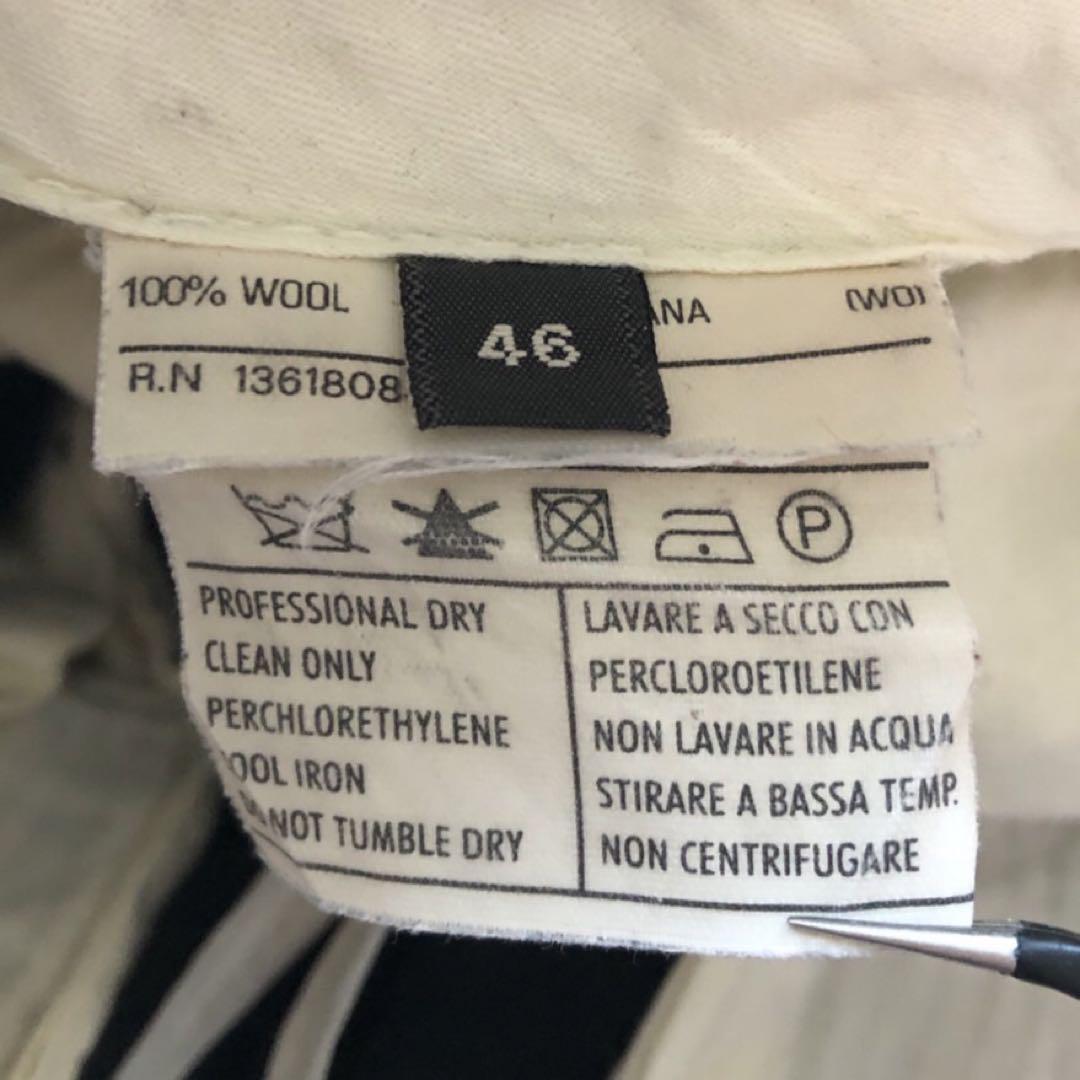 100% WOOL
46
ANA (WO)
R.N 1361808
P
PROFESSIONAL DRY
CLEAN ONLY
PERCHLORETHYLENE
OOL IRON
NOT TUMBLE DRY
LAVARE A SECCO CON
PERCLOROETILENE
NON LAVARE IN ACQUA
STIRARE A BASSA TEMP.
NON CENTRIFUGARE